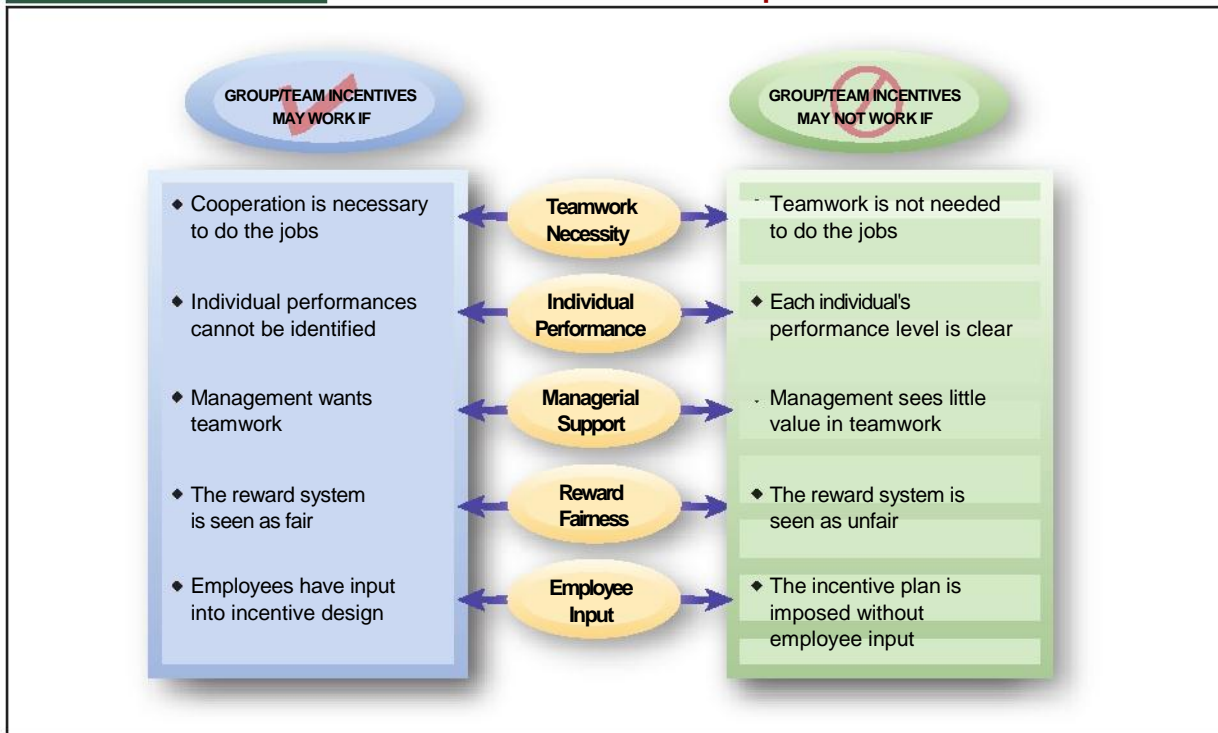 GROUP/TEAM INCENTIVES
MAY WORK IF
GROUP/TEAM INCENTIVES
MAY NOT WORK IF
◆ Cooperation is necessary
to do the jobs
Teamwork
Necessity
Teamwork is not needed
to do the jobs
◆ Individual performances
cannot be identified
Individual
Performance
◆ Each individual's
performance level is clear
◆ Management wants
teamwork
Managerial
Support
Management sees little
value in teamwork
◆ The reward system
is seen as fair
Reward
Fairness
◆ The reward system is
seen as unfair
◆ Employees have input
into incentive design
Employee
Input
◆ The incentive plan is
imposed without
employee input